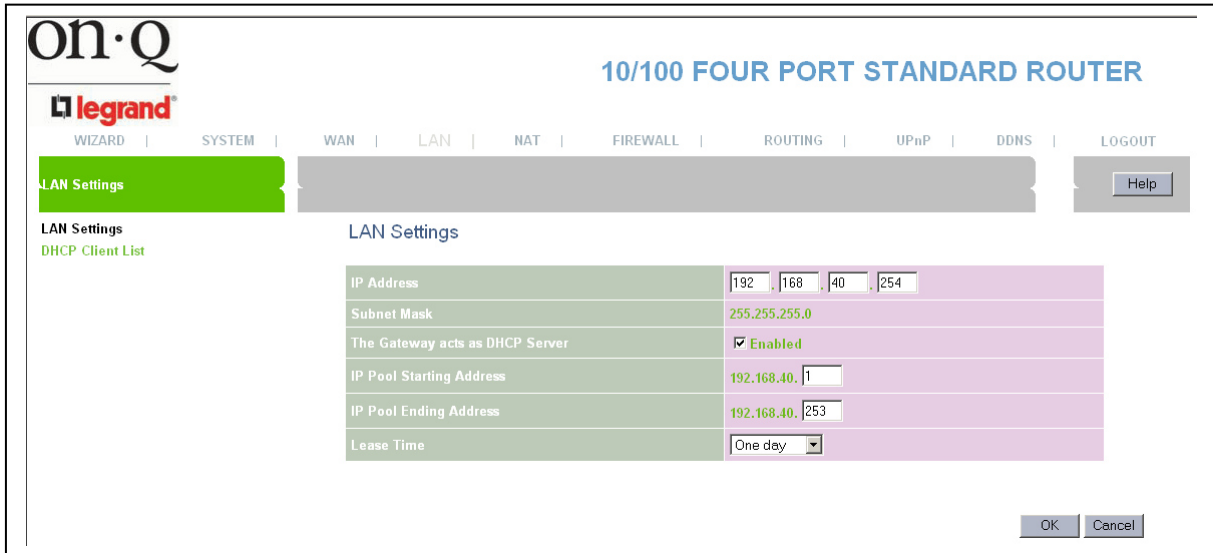 on·Q
legrand®
10/100 FOUR PORT STANDARD ROUTER
WIZARD | SYSTEM | WAN | LAN | NAT | FIREWALL | ROUTING | UPnP | DDNS | LOGOUT
LAN Settings
Help
LAN Settings
DHCP Client List
LAN Settings
IP Address 192 . 168 . 40 . 254
Subnet Mask 255.255.255.0
The Gateway acts as DHCP Server Enabled
IP Pool Starting Address 192.168.40. 1
IP Pool Ending Address 192.168.40. 253
Lease Time One day
OK Cancel